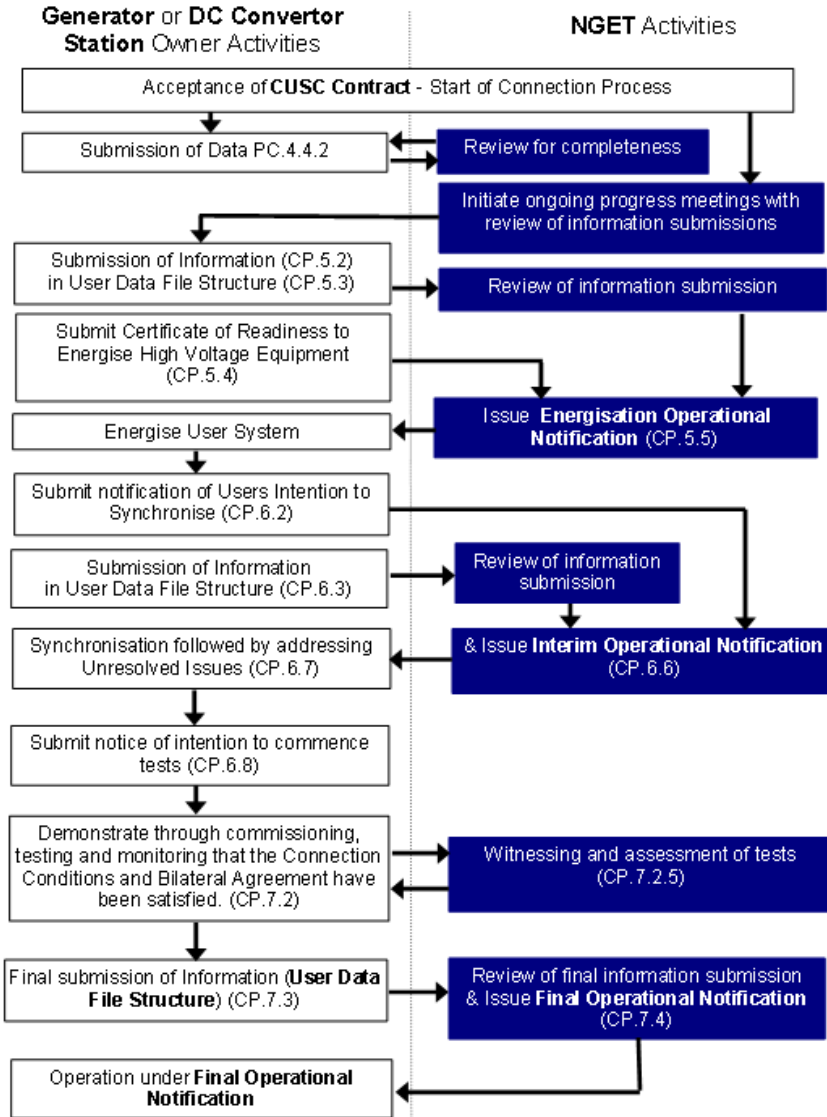 Generator or DC Convertor
Station Owner Activities
NGET Activities
Acceptance of CUSC Contract - Start of Connection Process
Submission of Data PC.4.4.2
Review for completeness
Initiate ongoing progress meetings with
review of information submissions
Submission of Information (CP.5.2)
in User Data File Structure (CP.5.3)
Review of information submission
Submit Certificate of Readiness to
Energise High Voltage Equipment
(CP.5.4)
Issue Energisation Operational
Notification (CP.5.5)
Energise User System
Submit notification of Users Intention to
Synchronise (CP.6.2)
Submission of Information
in User Data File Structure (CP.6.3)
Review of information
submission
Synchronisation followed by addressing
Unresolved Issues (CP.6.7)
& Issue Interim Operational Notification
(CP.6.6)
Submit notice of intention to commence
tests (CP.6.8)
Demonstrate through commissioning,
testing and monitoring that the Connection
Conditions and Bilateral Agreement have
been satisfied. (CP.7.2)
Witnessing and assessment of tests
(CP.7.2.5)
Final submission of Information (User Data
File Structure) (CP.7.3)
Review of final information submission
& Issue Final Operational Notification
(CP.7.4)
Operation under Final Operational
Notification